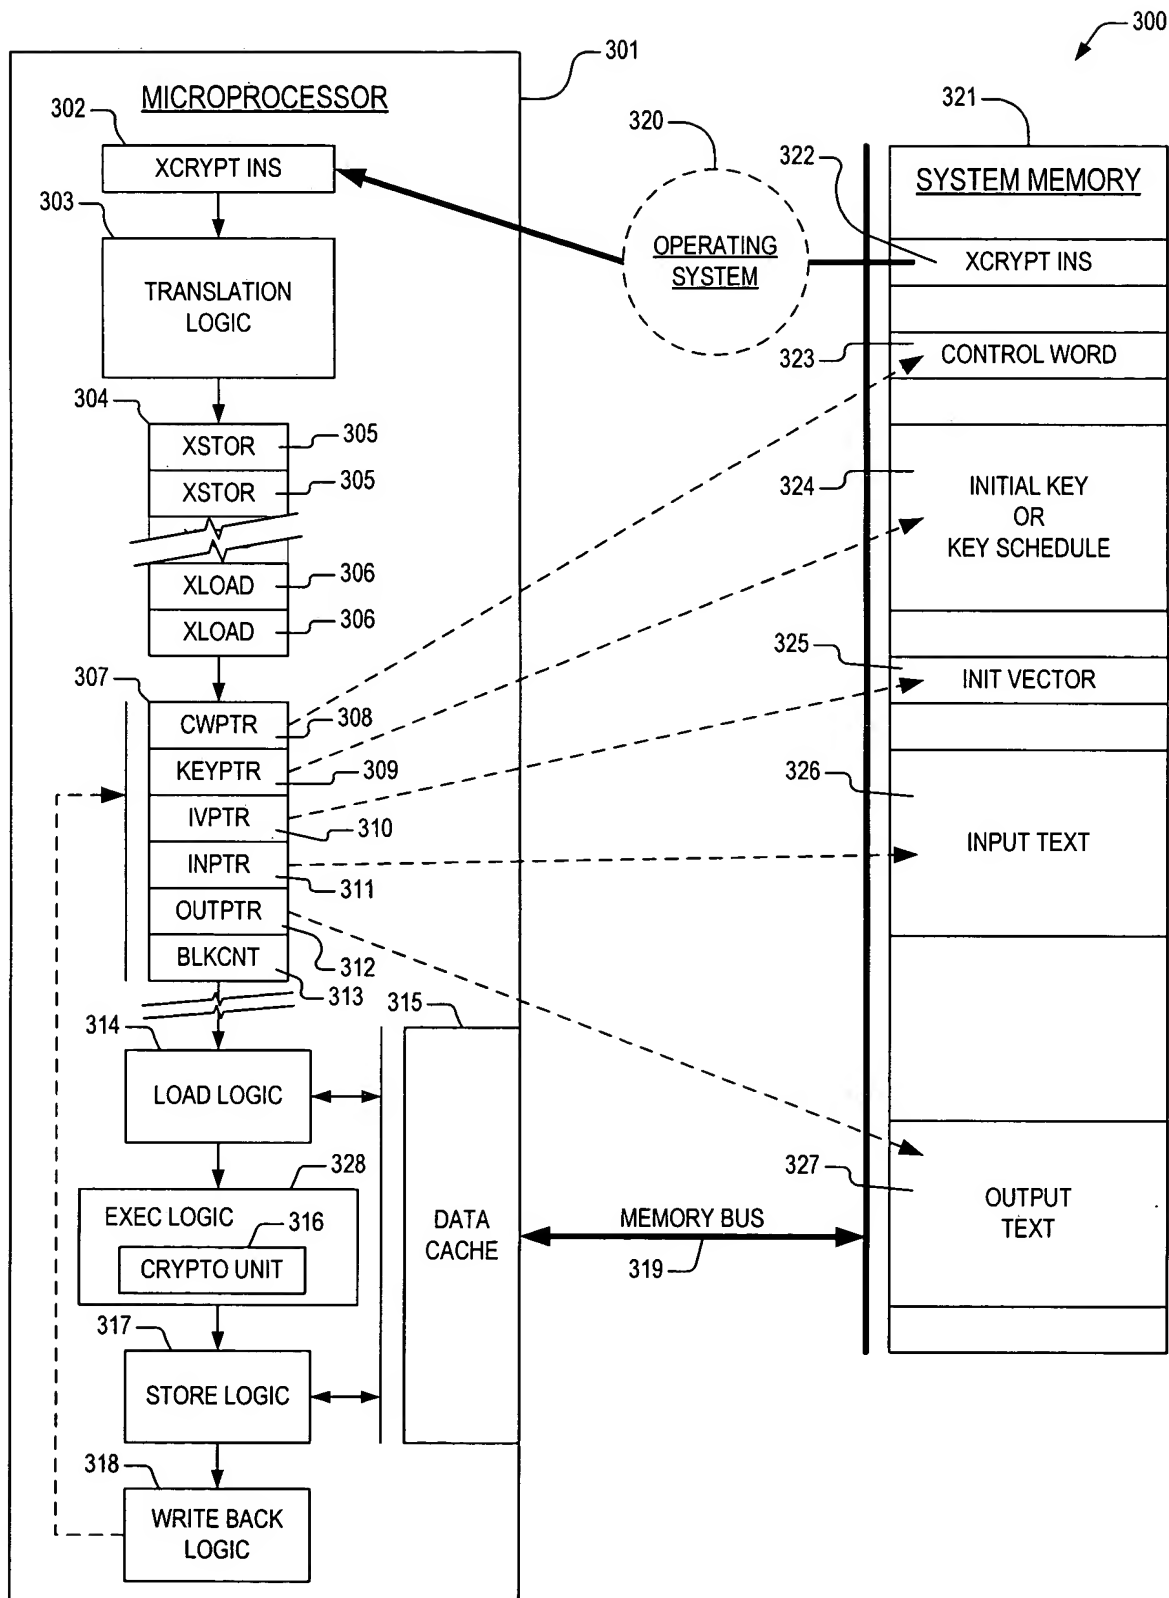 300
301
MICROPROCESSOR
302
XCRYPT INS
303
TRANSLATION
LOGIC
304
XSTOR
305
XSTOR
305
XLOAD
306
XLOAD
306
307
CWPTR
308
KEYPTR
309
IVPTR
310
INPTR
311
OUTPTR
312
BLKCNT
313
314
LOAD LOGIC
315
DATA
CACHE
328
EXEC LOGIC
316
CRYPTO UNIT
317
STORE LOGIC
318
WRITE BACK
LOGIC
320
OPERATING
SYSTEM
MEMORY BUS
319
321
SYSTEM MEMORY
322
XCRYPT INS
323
CONTROL WORD
324
INITIAL KEY
OR
KEY SCHEDULE
325
INIT VECTOR
326
INPUT TEXT
327
OUTPUT
TEXT